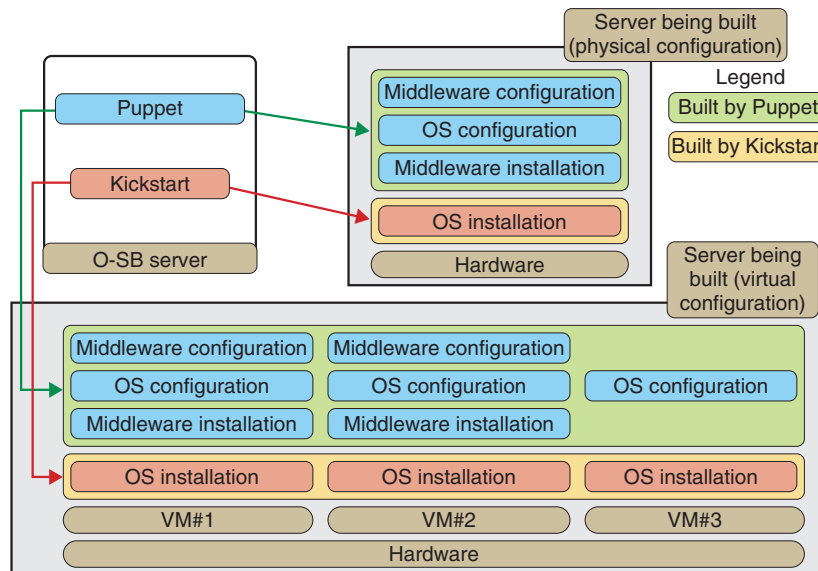 Server being built
(physical configuration)
Puppet
Kickstart
O-SB server
Middleware configuration
OS configuration
Middleware installation
OS installation
Hardware
Legend
Built by Puppet
Built by Kickstart
Server being
built (virtual
configuration)
Middleware configuration
Middleware configuration
OS configuration
OS configuration
OS configuration
Middleware installation
Middleware installation
OS installation
OS installation
OS installation
VM#1
VM#2
VM#3
Hardware